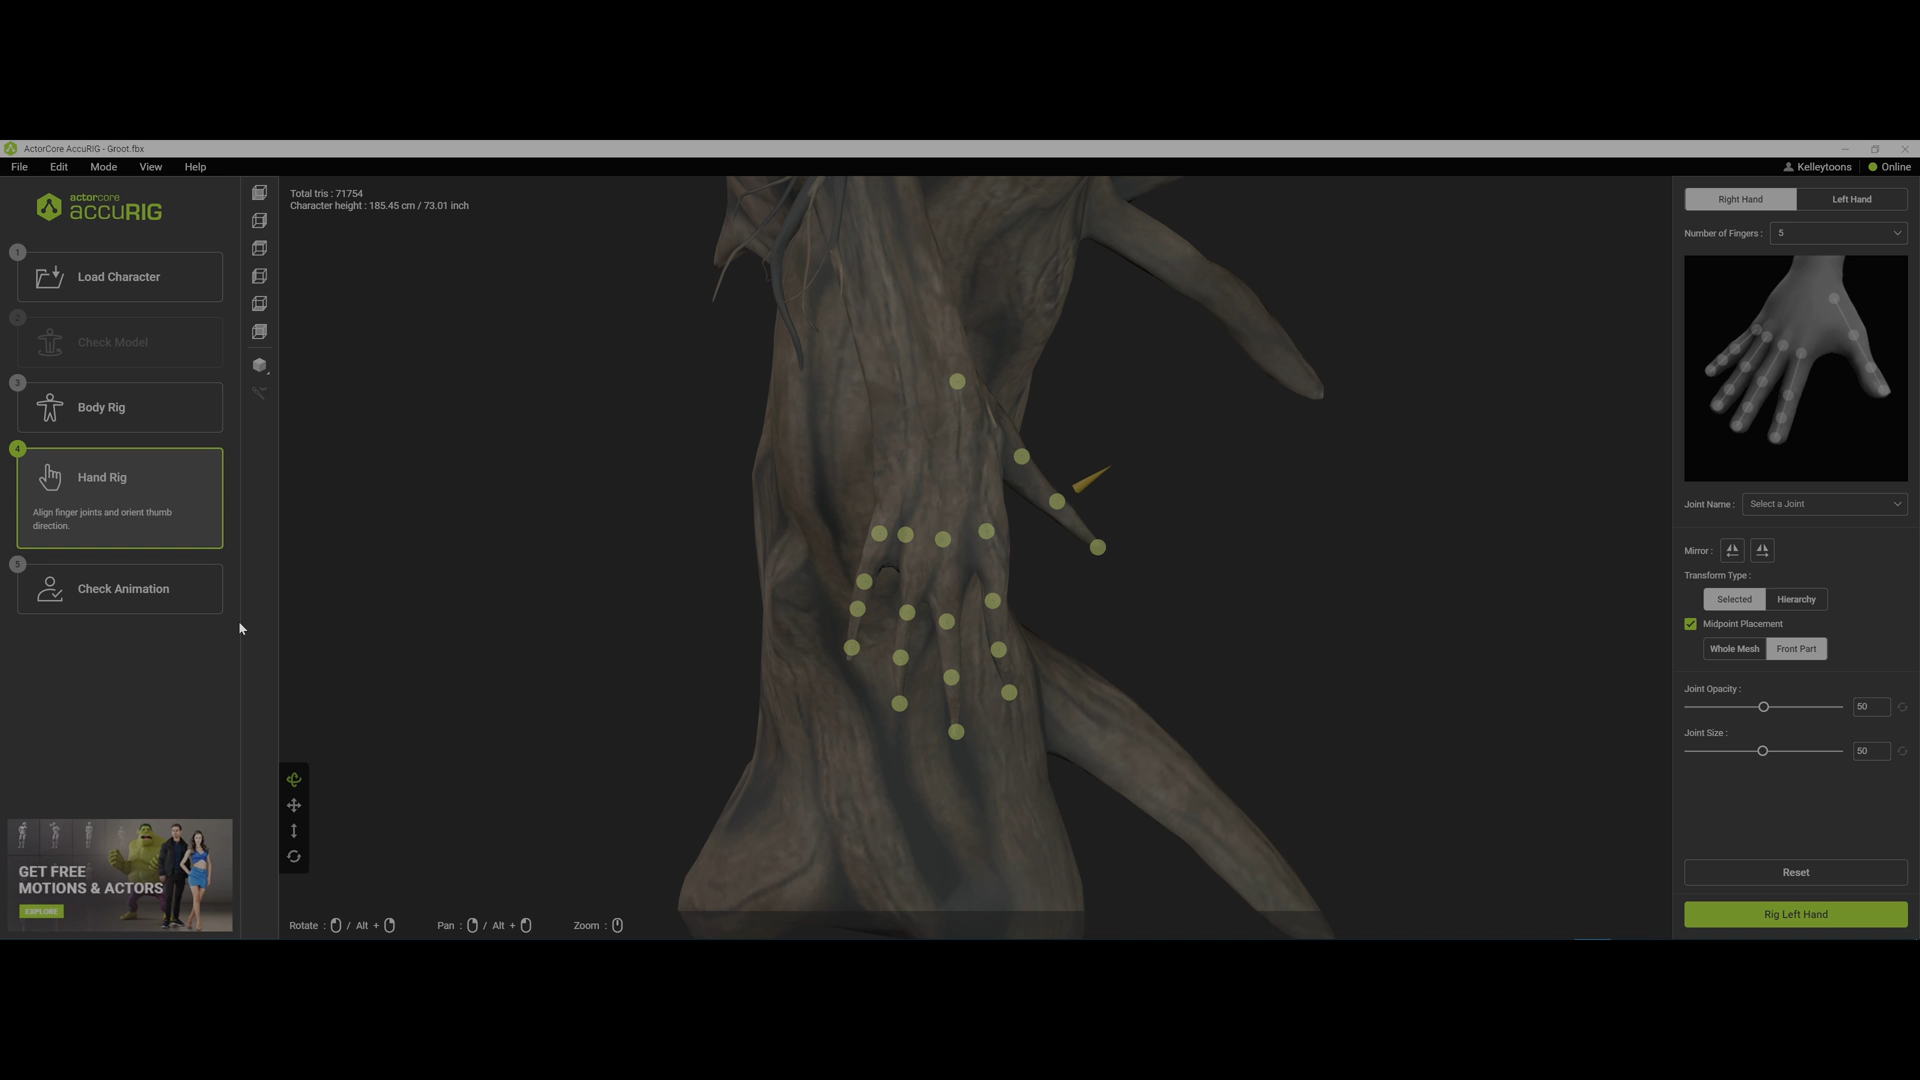 ActorCore AccuRIG - Groot.fbx
File Edit Mode View Help
Kelleytoons Online
actorcore
accuRIG
1
Load Character
2
Check Model
3
Body Rig
4
Hand Rig
Align finger joints and orient thumb
direction.
5
Check Animation
GET FREE
MOTIONS & ACTORS
EXPLORE
Total tris : 71754
Character height : 185.45 cm / 73.01 inch
Rotate : / Alt + Pan : / Alt + Zoom :
Right Hand Left Hand
Number of Fingers : 5
Joint Name : Select a Joint
Mirror :
Transform Type :
Selected Hierarchy
Midpoint Placement
Whole Mesh Front Part
Joint Opacity :
50
Joint Size :
50
Reset
Rig Left Hand